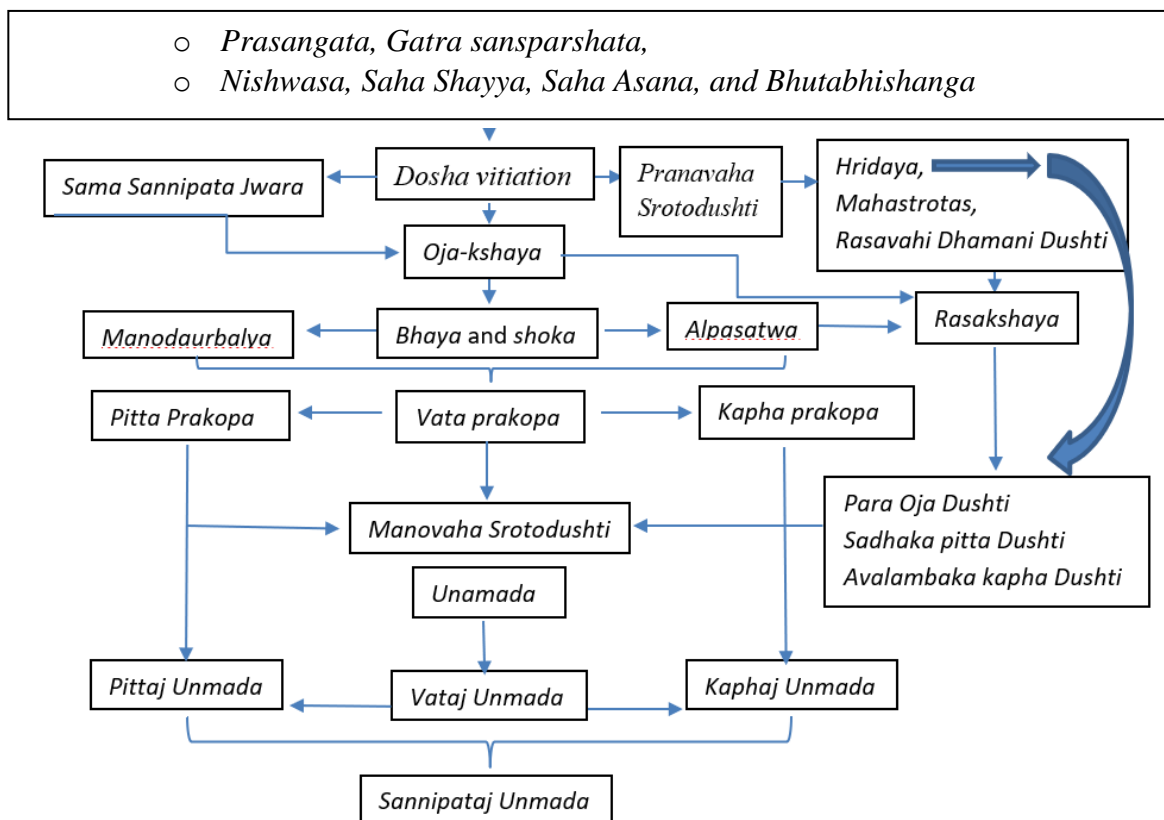 o Prasangata, Gatra sansparshata,
o Nishwasa, Saha Shayya, Saha Asana, and Bhutabhishanga
Sama Sannipata Jwara
Dosha vitiation
Pranavaha
Srotodushti
Hridaya,
Mahastrotas,
Rasavahi Dhamani Dushti
Oja-kshaya
Manodaurbalya
Bhaya and shoka
Alpasatwa
Rasakshaya
Pitta Prakopa
Vata prakopa
Kapha prakopa
Manovaha Srotodushti
Para Oja Dushti
Sadhaka pitta Dushti
Avalambaka kapha Dushti
Unamada
Pittaj Unmada
Vataj Unmada
Kaphaj Unmada
Sannipataj Unmada